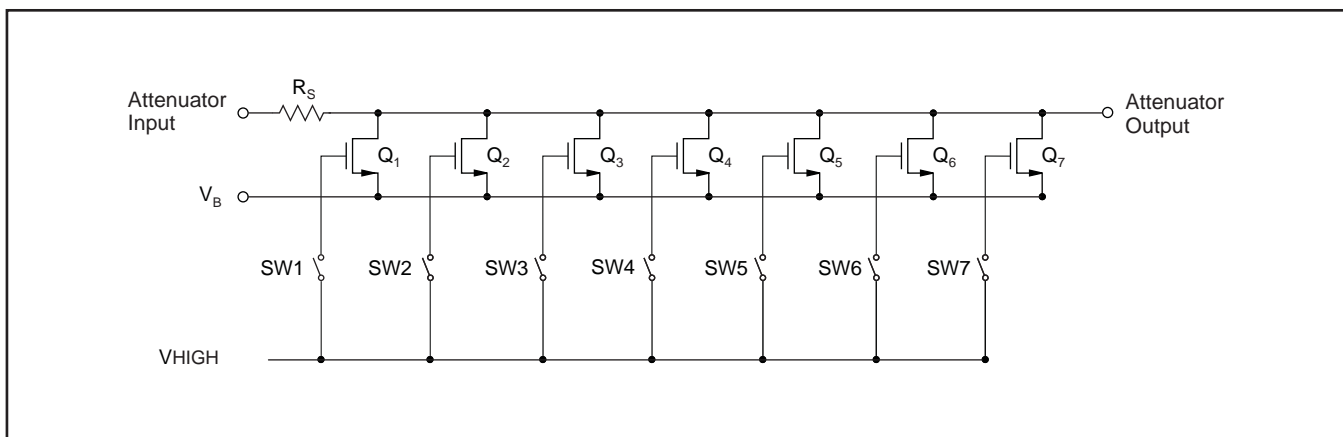 R_S
Attenuator
Input
Attenuator
Output
Q_1
Q_2
Q_3
Q_4
Q_5
Q_6
Q_7
V_B
SW1
SW2
SW3
SW4
SW5
SW6
SW7
VHIGH